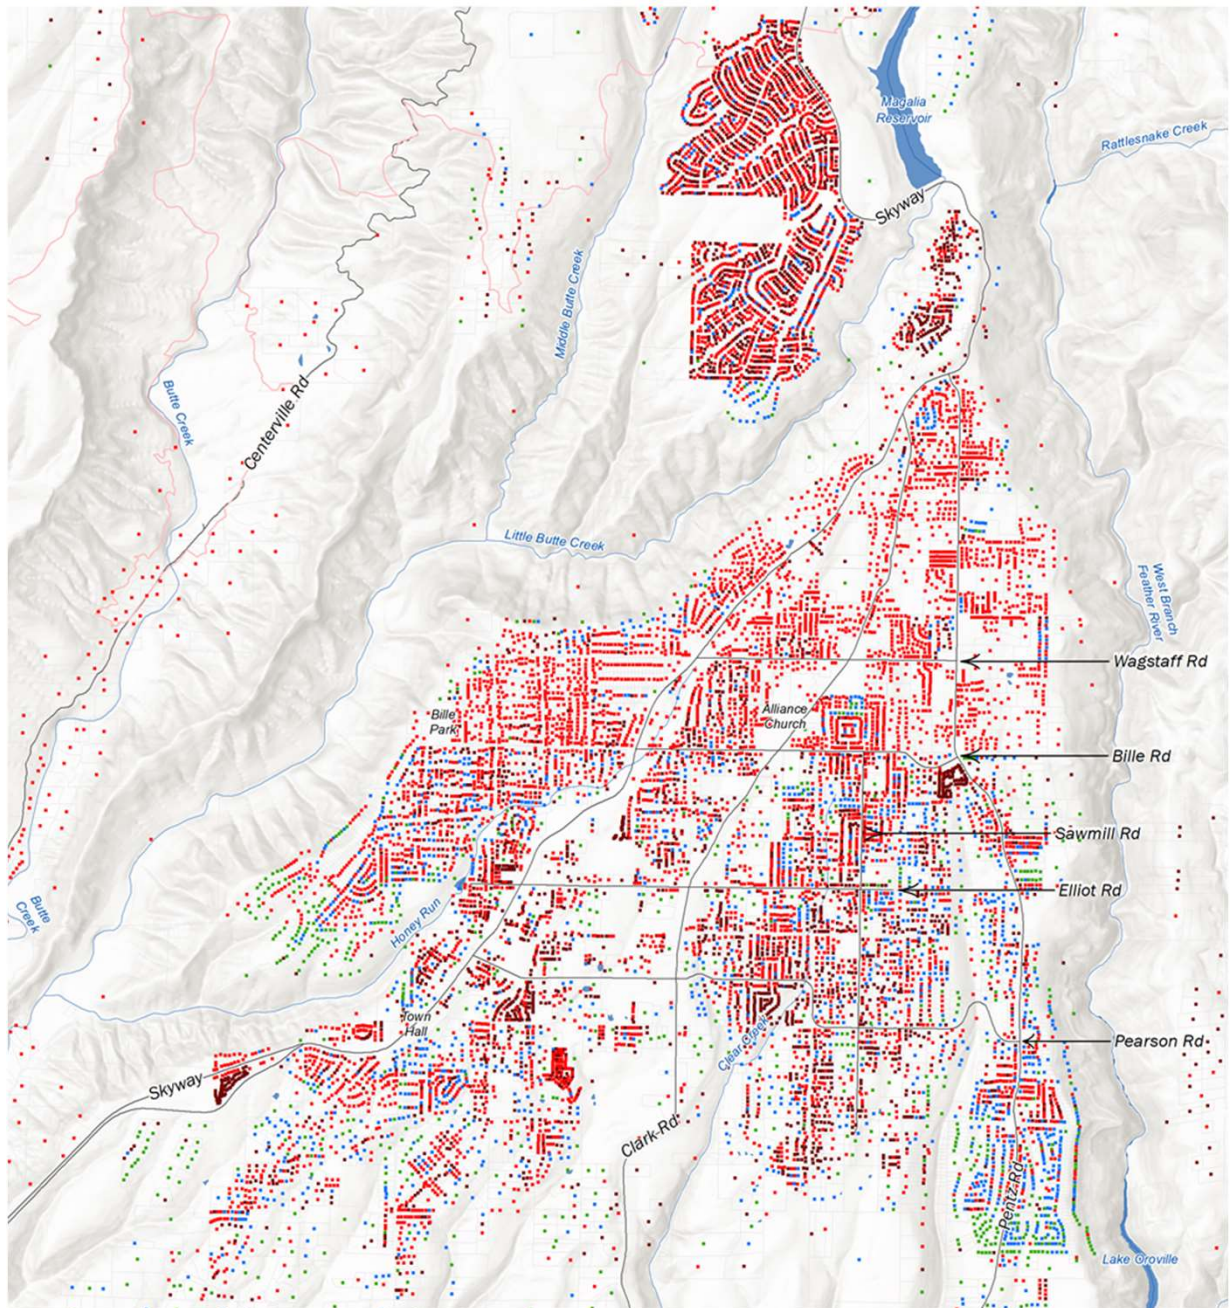 Magalia
Reservoir
Rattlesnake Creek
Skyway
Middle Butte Creek
Butte Creek
Centerville Rd
Little Butte Creek
West Branch
Feather River
Wagstaff Rd
Bille
Park
Alliance
Church
Bille Rd
Sawmill Rd
Elliot Rd
Butte
Creek
Honey Run
Town
Hall
Clear Creek
Pearson Rd
Skyway
Clark Rd
Pentz Rd
Lake Oroville